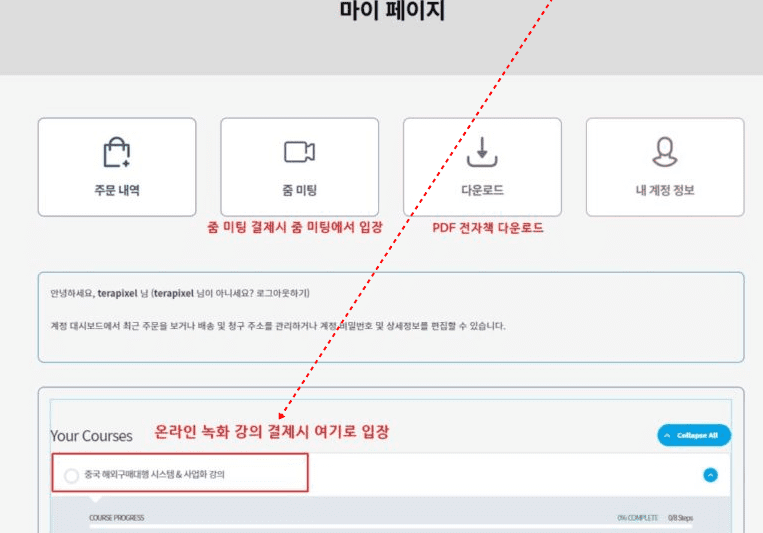 마이 페이지
주문 내역
줌 미팅
다운로드
내 계정 정보
줌 미팅 결제시 줌 미팅에서 입장
PDF 전자책 다운로드
안녕하세요, terapixel 님 (terapixel 님이 아니세요? 로그아웃하기)
계정 대시보드에서 최근 주문을 보거나 배송 및 청구 주소를 관리하거나 계정 비밀번호 및 상세정보를 편집할 수 있습니다.
Your Courses
온라인 녹화 강의 결제시 여기로 입장
Collapse All
중국 해외구매대행 시스템 & 사업화 강의
COURSE PROGRESS
0% COMPLETE
0/8 Steps